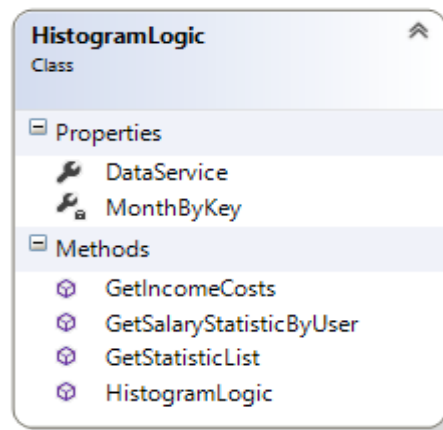 HistogramLogic
Class
Properties
DataService
MonthByKey
Methods
GetIncomeCosts
GetSalaryStatisticByUser
GetStatisticList
HistogramLogic